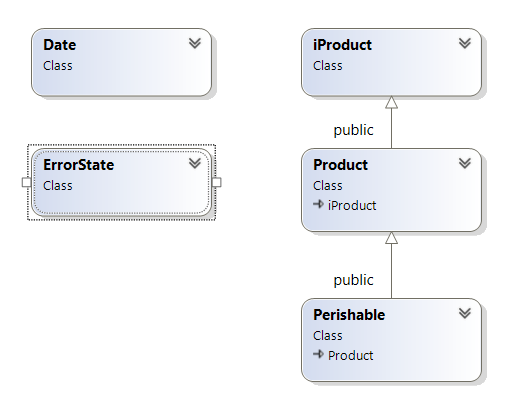 Date
Class
iProduct
Class
public
ErrorState
Class
Product
Class
iProduct
public
Perishable
Class
Product